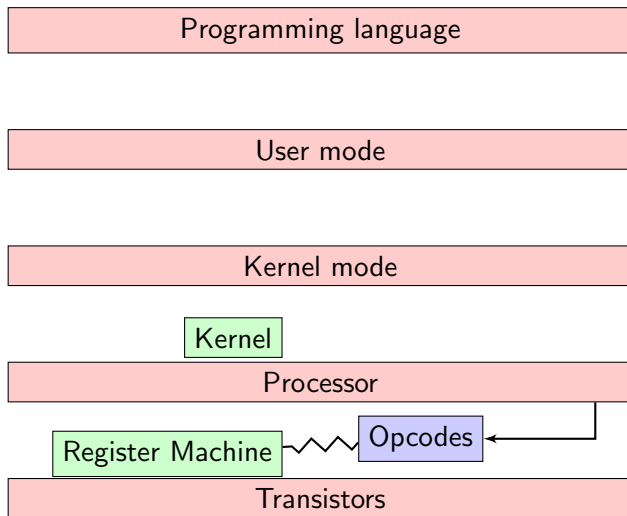 Programming language
User mode
Kernel mode
Kernel
Processor
Opcodes
Register Machine
Transistors